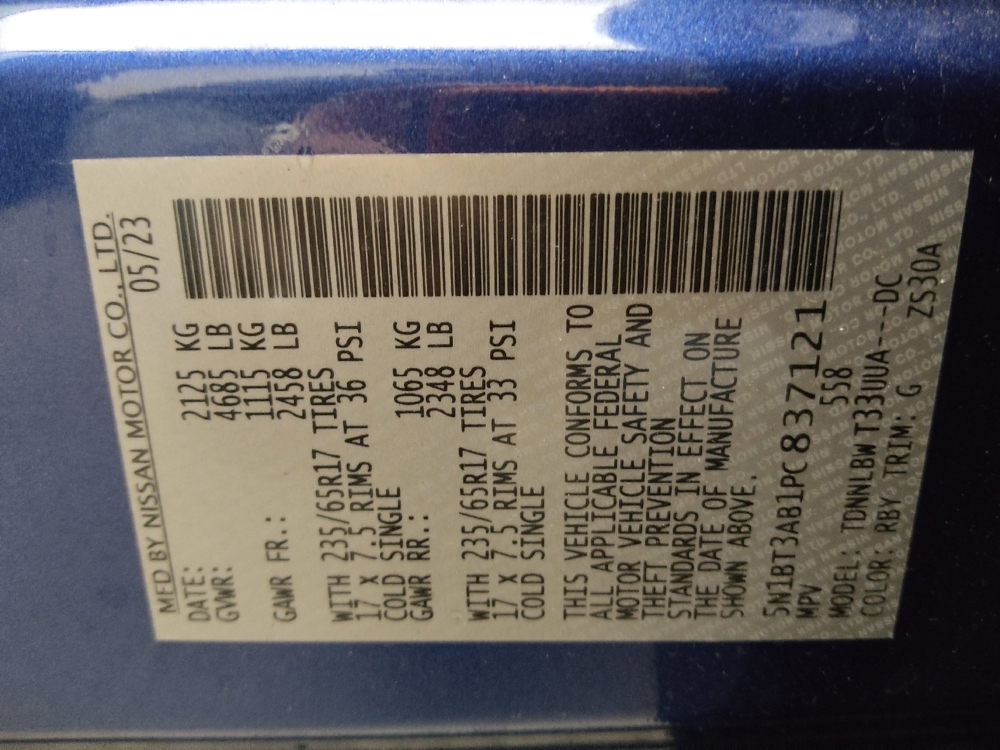 MFD BY NISSAN MOTOR CO., LTD.
DATE: 05/23
GVWR: 2125 KG
4685 LB
GAWR FR.: 1115 KG
2458 LB
WITH 235/65R17 TIRES
17 X 7.5 RIMS AT 36 PSI
COLD SINGLE
GAWR RR.: 1065 KG
2348 LB
WITH 235/65R17 TIRES
17 X 7.5 RIMS AT 33 PSI
COLD SINGLE
THIS VEHICLE CONFORMS TO
ALL APPLICABLE FEDERAL
MOTOR VEHICLE SAFETY AND
THEFT PREVENTION
STANDARDS IN EFFECT ON
THE DATE OF MANUFACTURE
SHOWN ABOVE.
5N1BT3AB1PC837121
MPV 558
MODEL: TDNNLBW T33UUA---DC
COLOR: RBY TRIM: G ZS30A